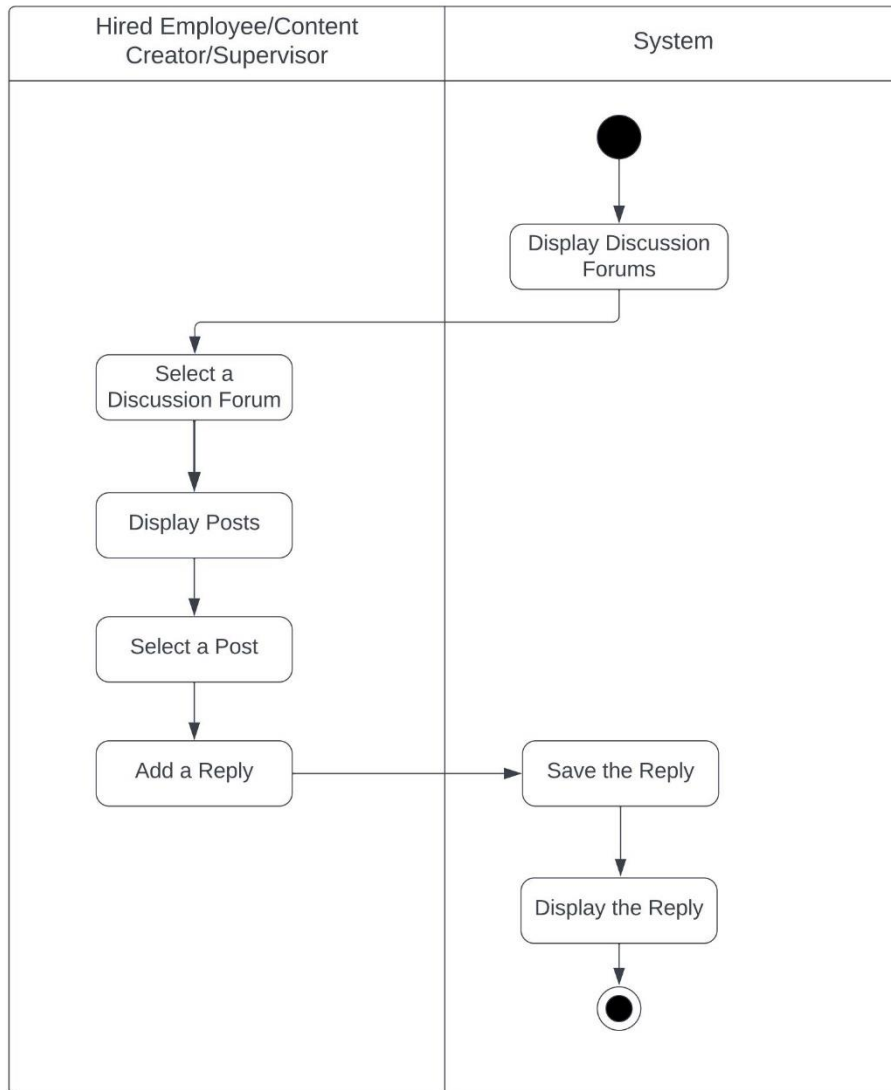 Hired Employee/Content
Creator/Supervisor
System
Display Discussion
Forums
Select a
Discussion Forum
Display Posts
Select a Post
Add a Reply
Save the Reply
Display the Reply